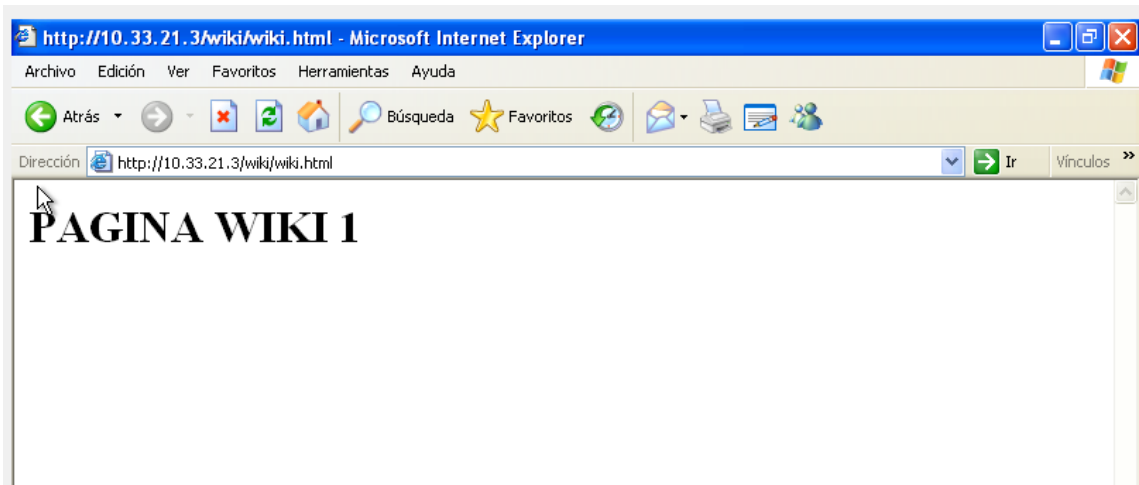 http://10.33.21.3/wiki/wiki.html - Microsoft Internet Explorer
Archivo Edición Ver Favoritos Herramientas Ayuda
Atrás Búsqueda Favoritos
Dirección http://10.33.21.3/wiki/wiki.html Ir Vínculos »
PAGINA WIKI 1